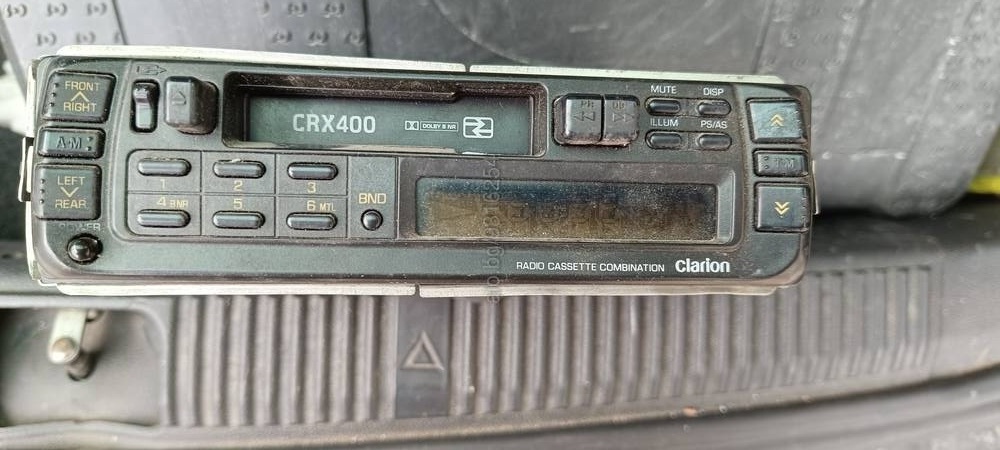 FRONT
RIGHT
A-M
LEFT
REAR
POWER
CRX400
DOLBY B NR
MUTE DISP
ILLUM PS/AS
1 2 3
4 BNR 5 6 MTL
BND
RADIO CASSETTE COMBINATION clarion